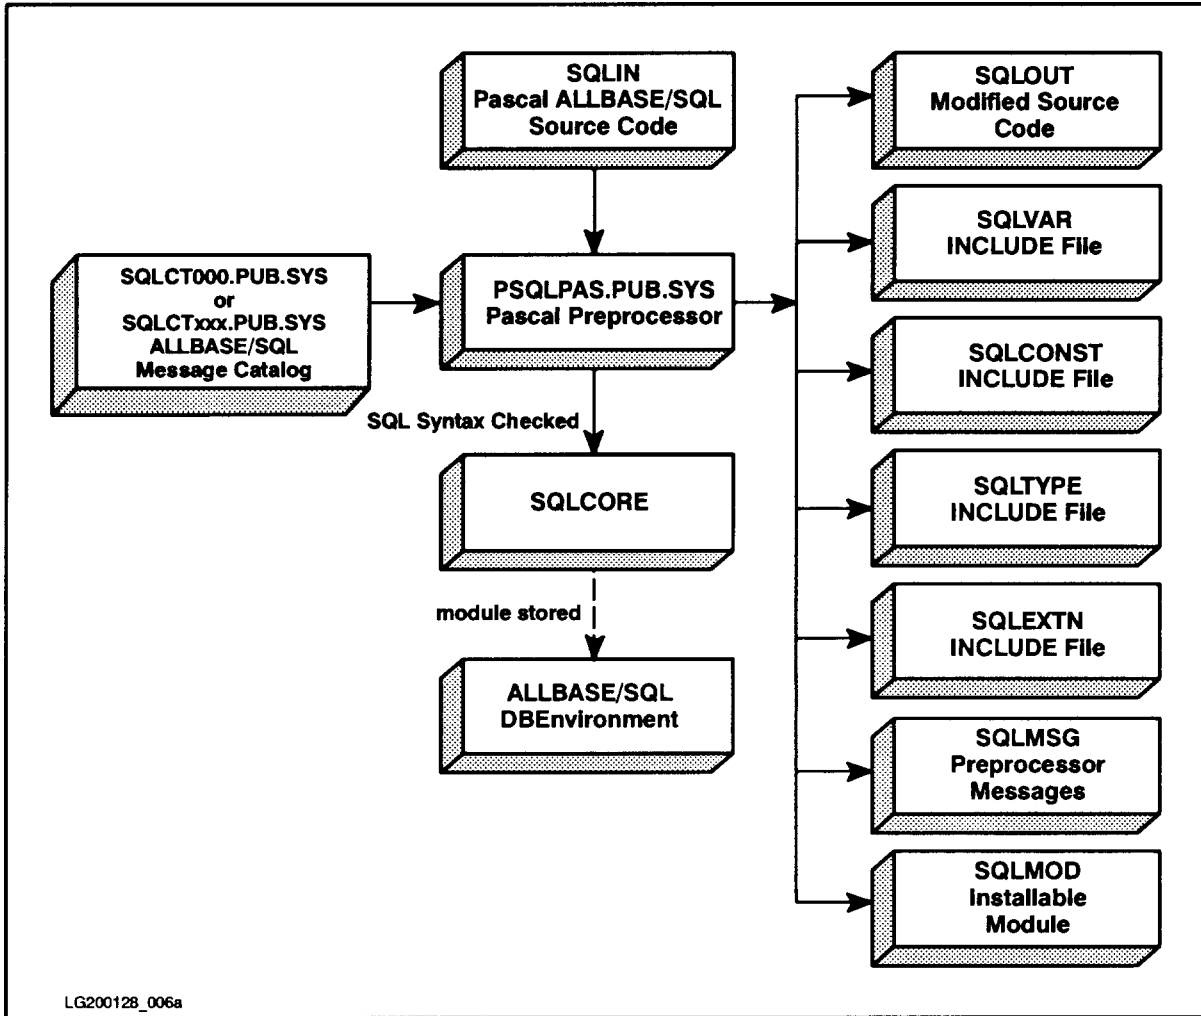 SQLIN
Pascal ALLBASE/SQL
Source Code
SQLOUT
Modified Source
Code
SQLVAR
INCLUDE File
SQLCT000.PUB.SYS
or
SQLCTxxx.PUB.SYS
ALLBASE/SQL
Message Catalog
PSQLPAS.PUB.SYS
Pascal Preprocessor
SQLCONST
INCLUDE File
SQL Syntax Checked
SQLCORE
SQLTYPE
INCLUDE File
module stored
SQLEXTN
INCLUDE File
ALLBASE/SQL
DBEnvironment
SQLMSG
Preprocessor
Messages
SQLMOD
Installable
Module
LG200128_006a